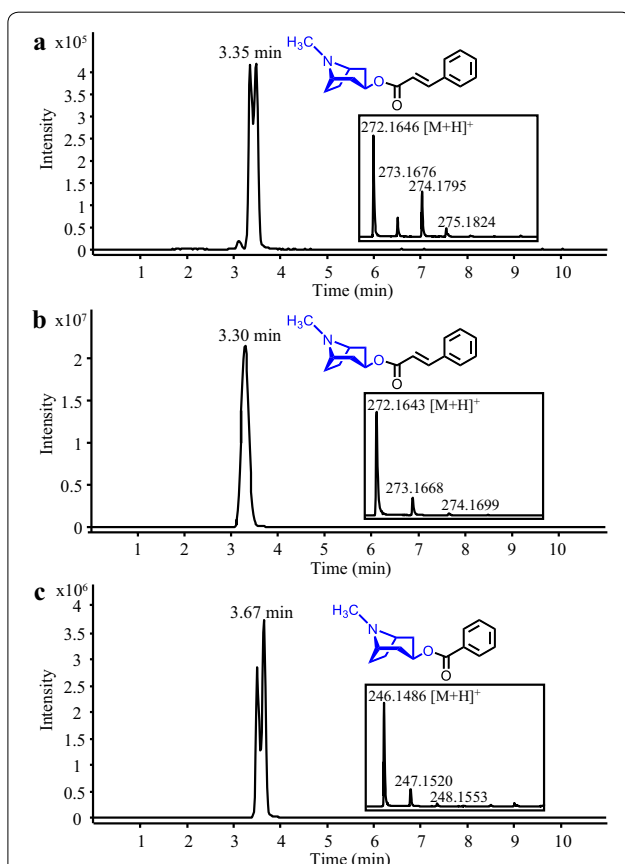 a
x10⁵
3.35 min
H₃C
N
O
O
4
3.5
3
2.5
2
1.5
1
0.5
0
Intensity
272.1646 [M+H]⁺
273.1676
274.1795
275.1824
1 2 3 4 5 6 7 8 9 10
Time (min)
b
x10⁷
3.30 min
H₃C
N
O
O
2
1.5
1
0.5
0
Intensity
272.1643 [M+H]⁺
273.1668
274.1699
1 2 3 4 5 6 7 8 9 10
Time (min)
c
x10⁶
3.67 min
H₃C
N
O
O
4
3.5
3
2.5
2
1.5
1
0.5
0
Intensity
246.1486 [M+H]⁺
247.1520
248.1553
1 2 3 4 5 6 7 8 9 10
Time (min)